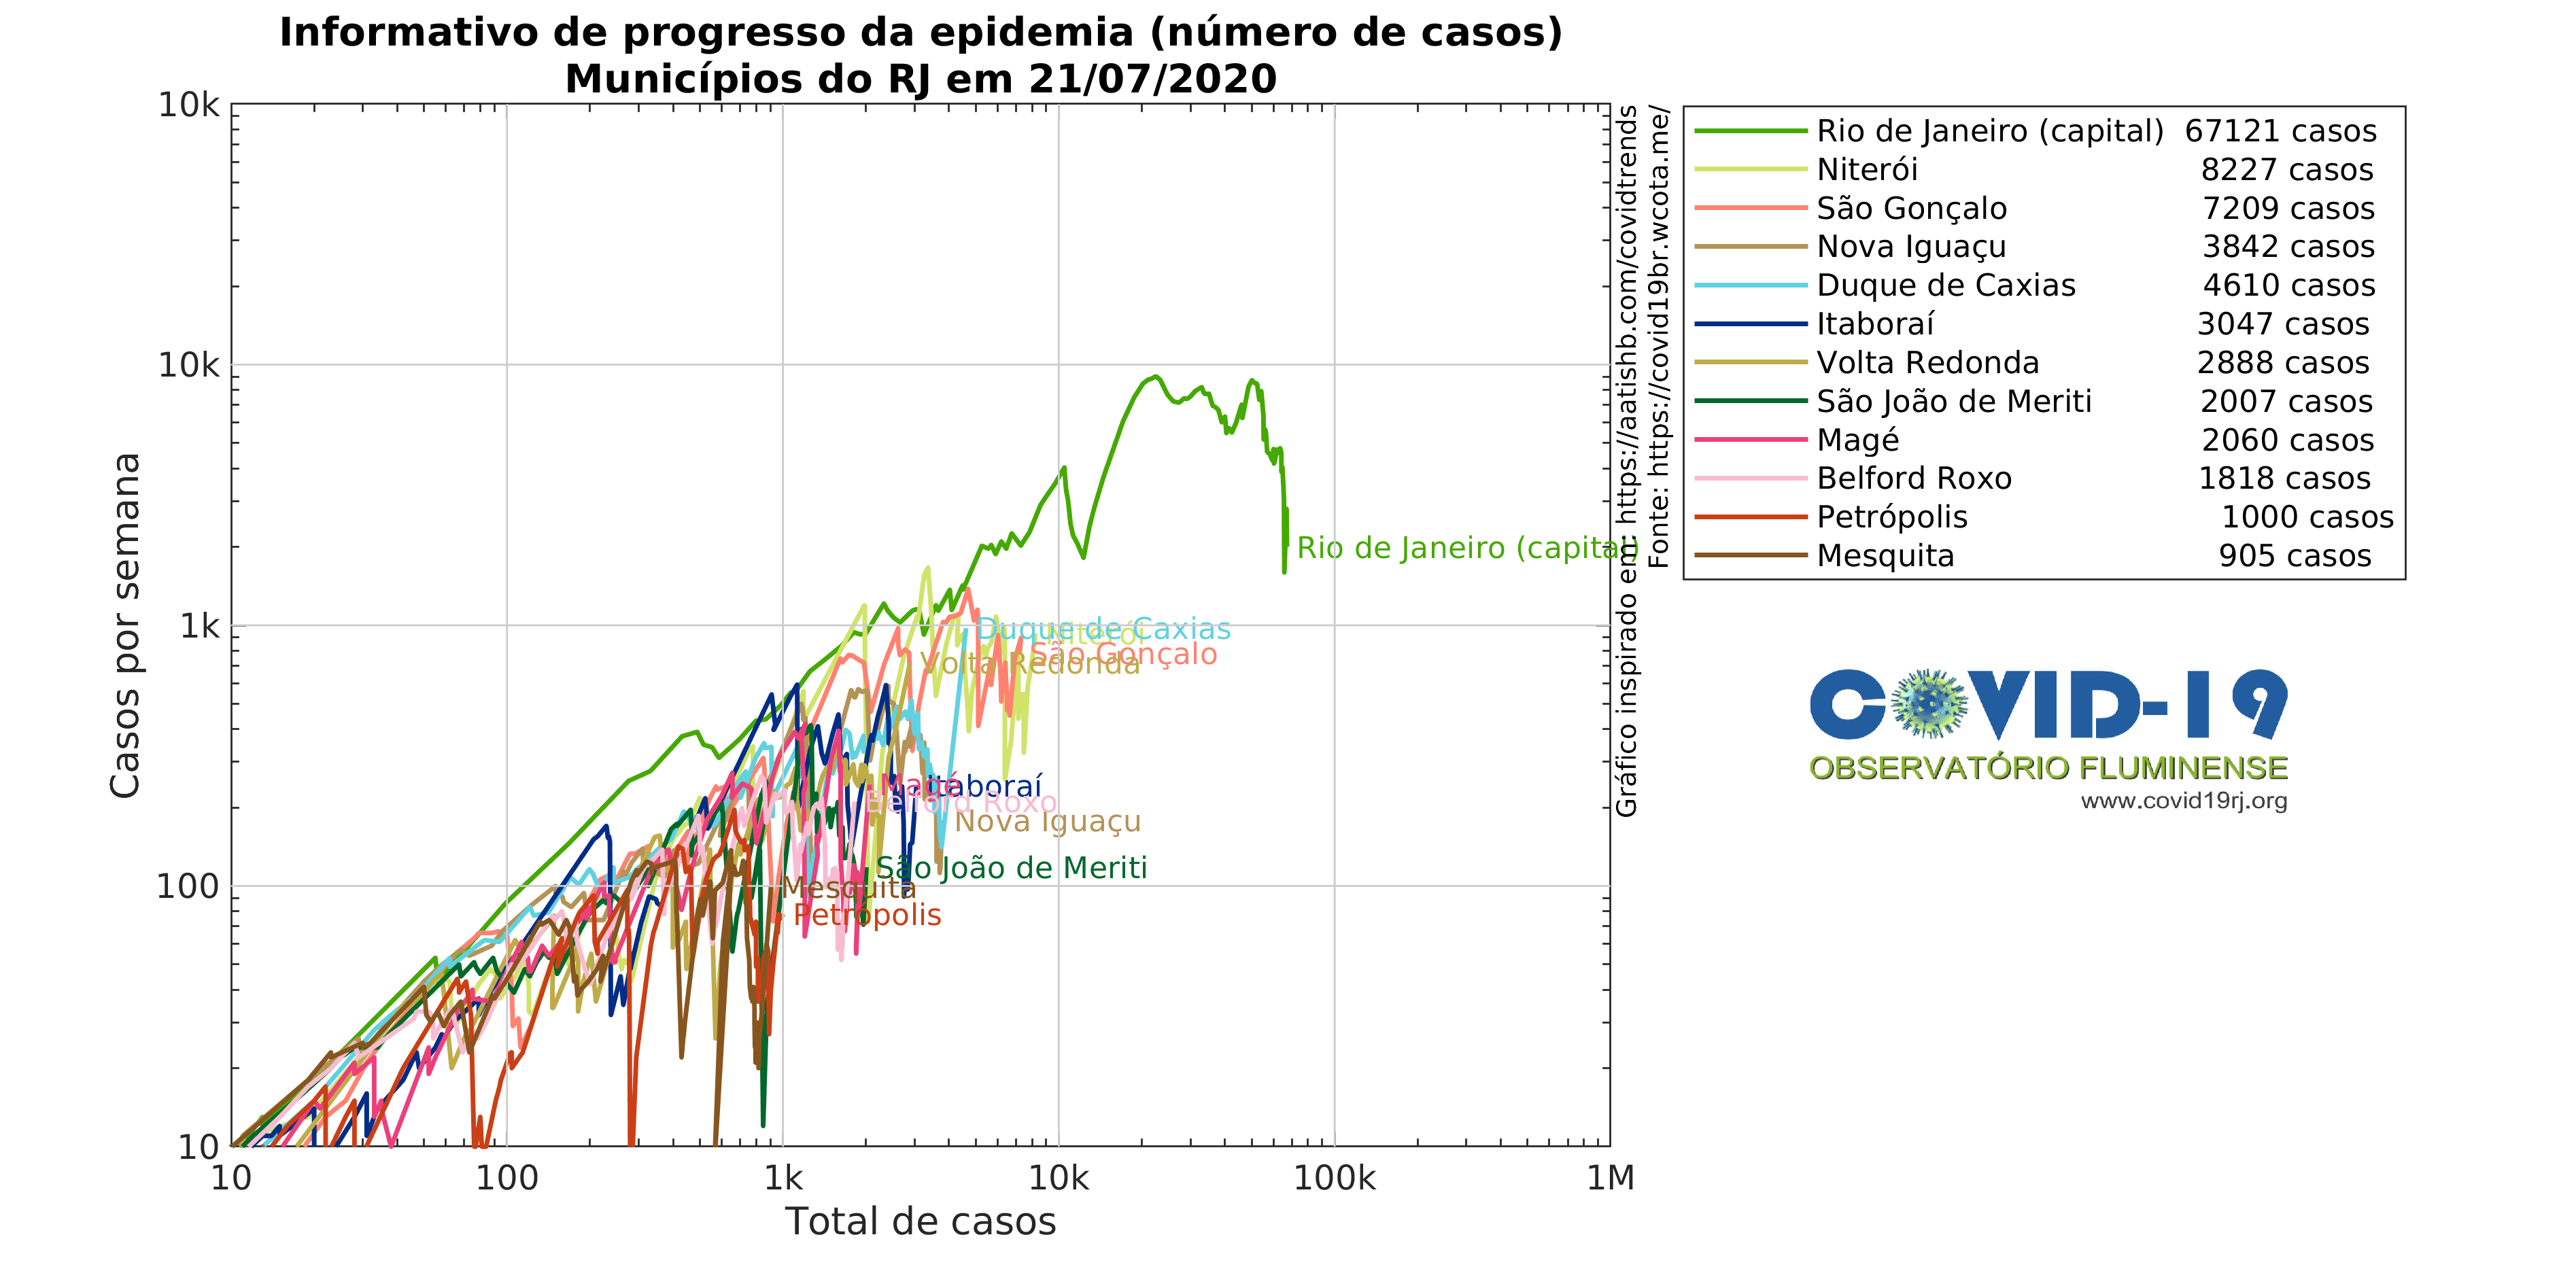 Informativo de progresso da epidemia (número de casos)
Municípios do RJ em 21/07/2020
10k
10k
1k
100
10
Casos por semana
10
100
1k
10k
100k
1M
Total de casos
Rio de Janeiro (capital)
Duque de Caxias
Niterói
São Gonçalo
Volta Redonda
Magé
Itaboraí
Belford Roxo
Nova Iguaçu
São João de Meriti
Mesquita
Petrópolis
Gráfico inspirado em: https://aatishb.com/covidtrends
Fonte: https://covid19br.wcota.me/
Rio de Janeiro (capital) 67121 casos
Niterói 8227 casos
São Gonçalo 7209 casos
Nova Iguaçu 3842 casos
Duque de Caxias 4610 casos
Itaboraí 3047 casos
Volta Redonda 2888 casos
São João de Meriti 2007 casos
Magé 2060 casos
Belford Roxo 1818 casos
Petrópolis 1000 casos
Mesquita 905 casos
COVID-19
OBSERVATÓRIO FLUMINENSE
www.covid19rj.org